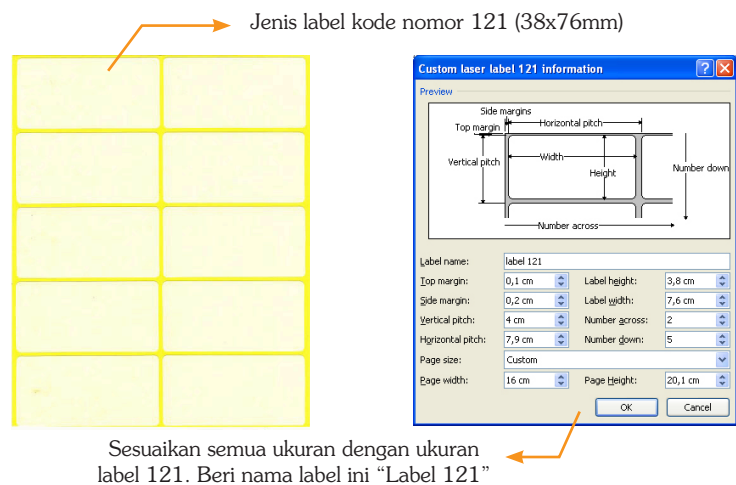 Jenis label kode nomor 121 (38x76mm)
Custom laser label 121 information
Preview
Side margins
Top margin
Horizontal pitch
Vertical pitch
Width
Height
Number down
Number across
Label name: label 121
Top margin: 0,1 cm Label height: 3,8 cm
Side margin: 0,2 cm Label width: 7,6 cm
Vertical pitch: 4 cm Number across: 2
Horizontal pitch: 7,9 cm Number down: 5
Page size: Custom
Page width: 16 cm Page Height: 20,1 cm
OK Cancel
Sesuaikan semua ukuran dengan ukuran
label 121. Beri nama label ini “Label 121”